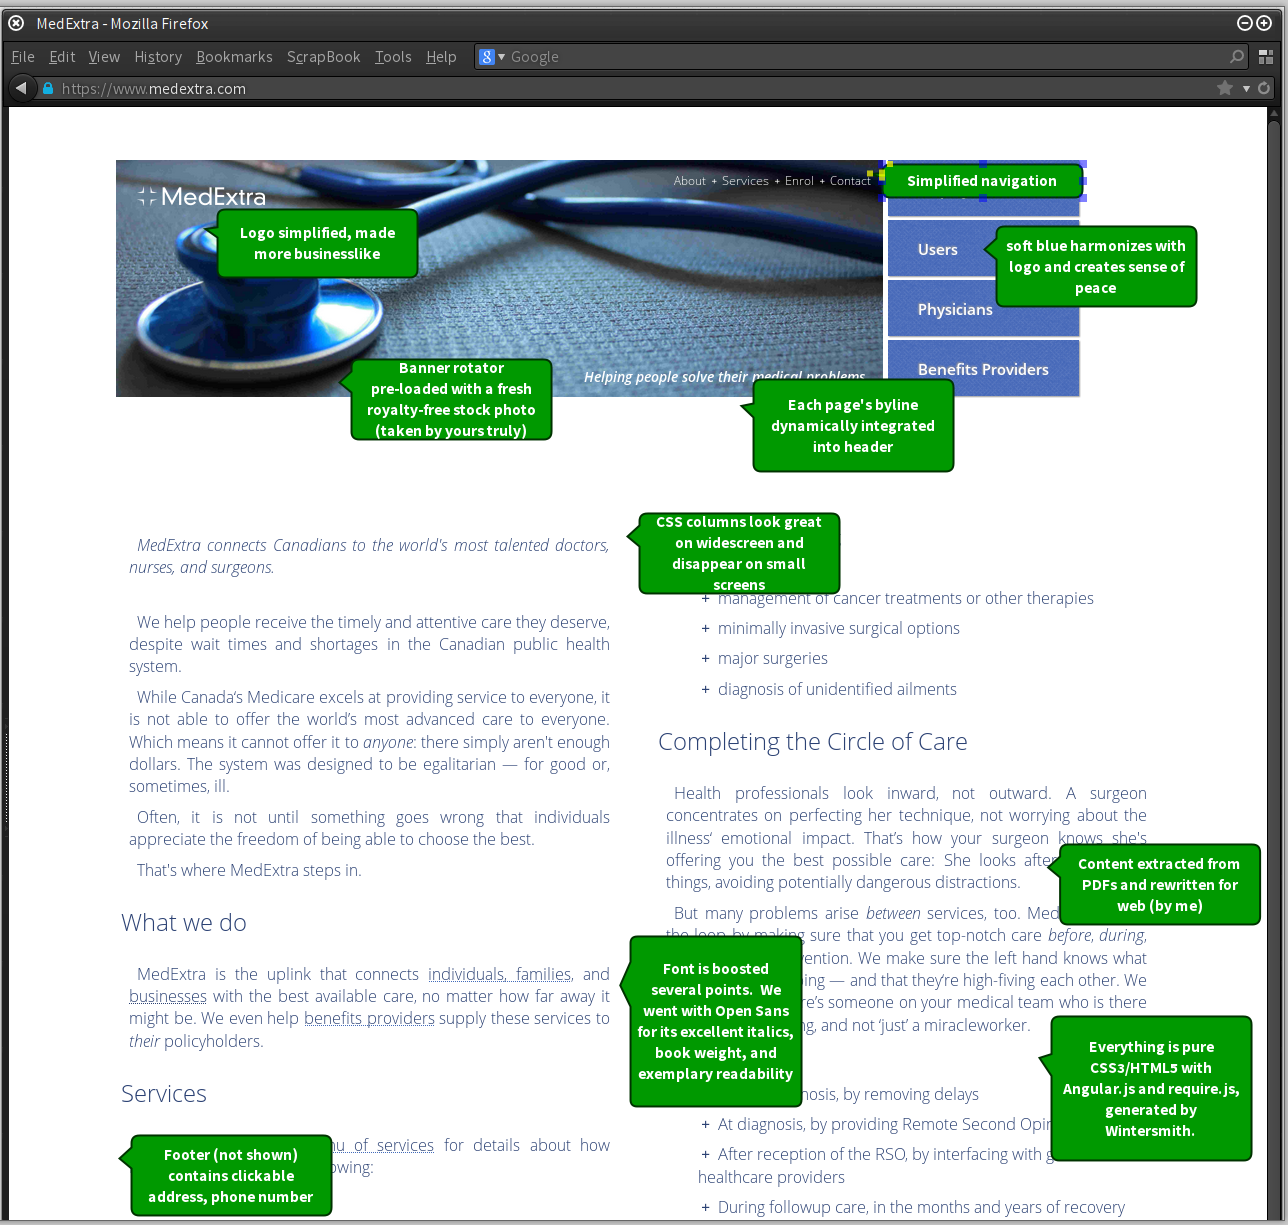 MedExtra - Mozilla Firefox
File Edit View History Bookmarks ScrapBook Tools Help
Google
https://www.medextra.com
MedExtra
About + Services + Enrol + Contact
Simplified navigation
Logo simplified, made
more businesslike
Users
soft blue harmonizes with
logo and creates sense of
peace
Physicians
Benefits Providers
Helping people solve their medical problems
Banner rotator
pre-loaded with a fresh
royalty-free stock photo
(taken by yours truly)
Each page's byline
dynamically integrated
into header
MedExtra connects Canadians to the world's most talented doctors,
nurses, and surgeons.
We help people receive the timely and attentive care they deserve,
despite wait times and shortages in the Canadian public health
system.
While Canada‘s Medicare excels at providing service to everyone, it
is not able to offer the world’s most advanced care to everyone.
Which means it cannot offer it to anyone: there simply aren't enough
dollars. The system was designed to be egalitarian — for good or,
sometimes, ill.
Often, it is not until something goes wrong that individuals
appreciate the freedom of being able to choose the best.
That's where MedExtra steps in.
What we do
MedExtra is the uplink that connects individuals, families, and
businesses with the best available care, no matter how far away it
might be. We even help benefits providers supply these services to
their policyholders.
Services
of services for details about how
Footer (not shown)
contains clickable
address, phone number
CSS columns look great
on widescreen and
disappear on small
screens
+ management of cancer treatments or other therapies
+ minimally invasive surgical options
+ major surgeries
+ diagnosis of unidentified ailments
Completing the Circle of Care
Health professionals look inward, not outward. A surgeon
concentrates on perfecting her technique, not worrying about the
illness‘ emotional impact. That’s how your surgeon knows she's
offering you the best possible care: She looks after
things, avoiding potentially dangerous distractions.
Content extracted from
PDFs and rewritten for
web (by me)
But many problems arise between services, too.
the loop by making sure that you get top-notch care before, during,
We make sure the left hand knows what
— and that they‘re high-fiving each other. We
someone on your medical team who is there
and not ‘just’ a miracleworker.
Font is boosted
several points. We
went with Open Sans
for its excellent italics,
book weight, and
exemplary readability
Everything is pure
CSS3/HTML5 with
Angular.js and require.js,
generated by
Wintersmith.
by removing delays
+ At diagnosis, by providing Remote Second
+ After reception of the RSO, by interfacing with
healthcare providers
+ During followup care, in the months and years of recovery